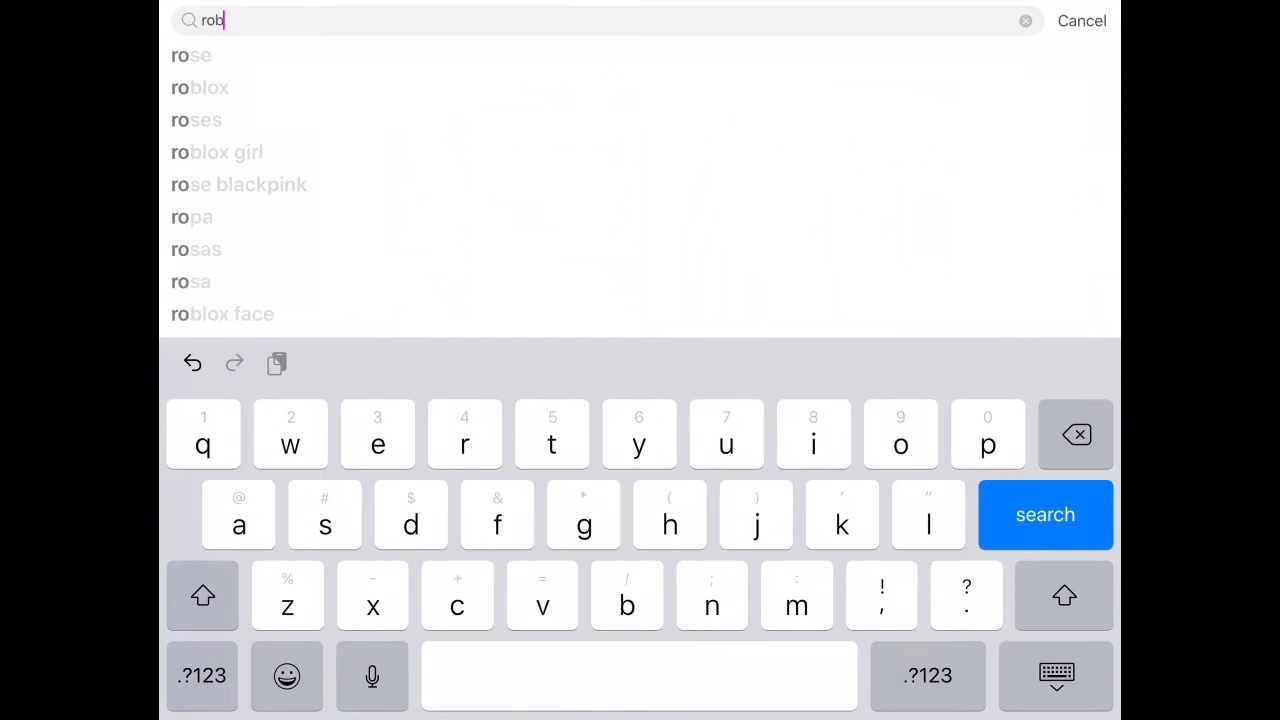 rob
Cancel
rose
roblox
roses
roblox girl
rose blackpink
ropa
rosas
rosa
roblox face
1 2 3 4 5 6 7 8 9 0
q w e r t y u i o p
@ # $ & * ( ) ' "
a s d f g h j k l search
% - + = / ; : ! ?
z x c v b n m , .
.?123 .?123